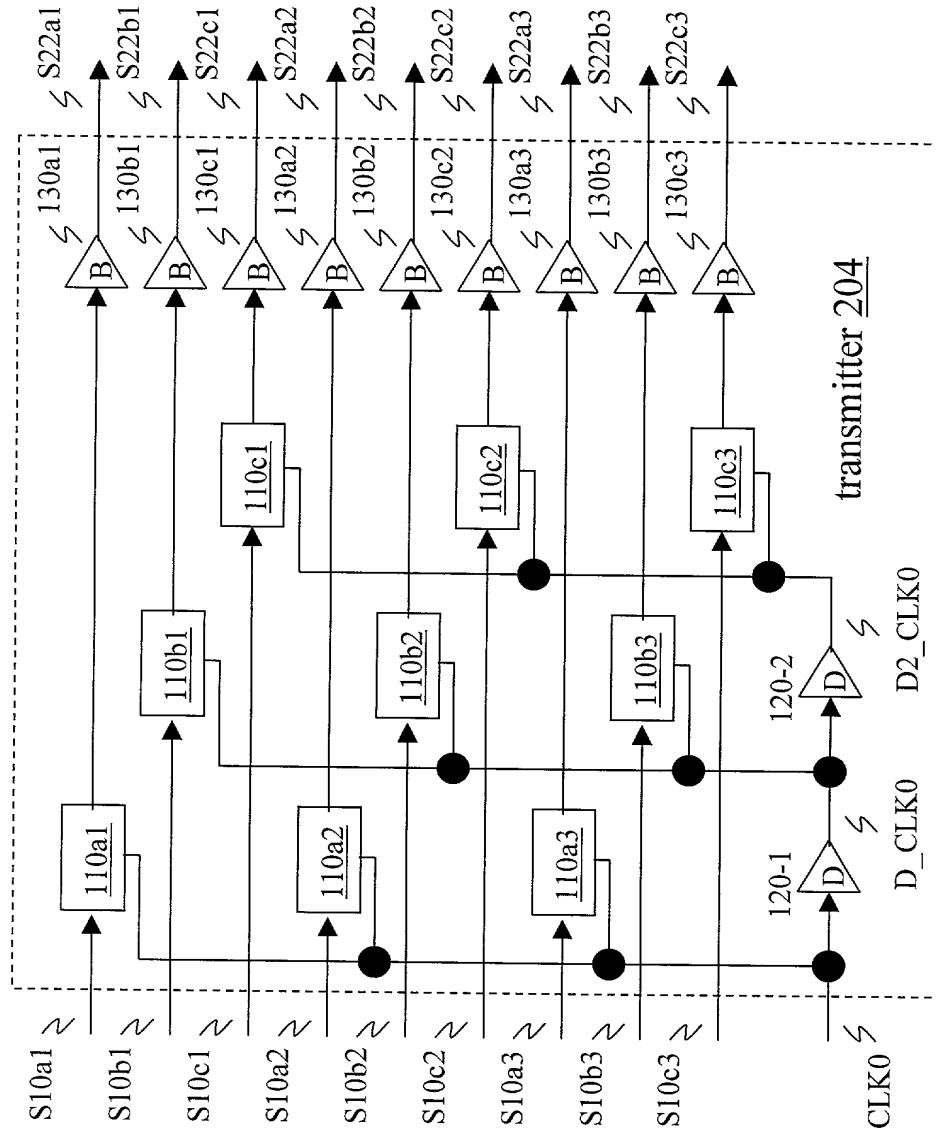 S10a1
S10b1
S10c1
S10a2
S10b2
S10c2
S10a3
S10b3
S10c3
CLK0
110a1
110a2
110a3
120-1
D
D_CLK0
110b1
110b2
110b3
120-2
D
D2_CLK0
110c1
110c2
110c3
transmitter 204
B
B
B
B
B
B
B
B
B
130a1
130b1
130c1
130a2
130b2
130c2
130a3
130b3
130c3
S22a1
S22b1
S22c1
S22a2
S22b2
S22c2
S22a3
S22b3
S22c3